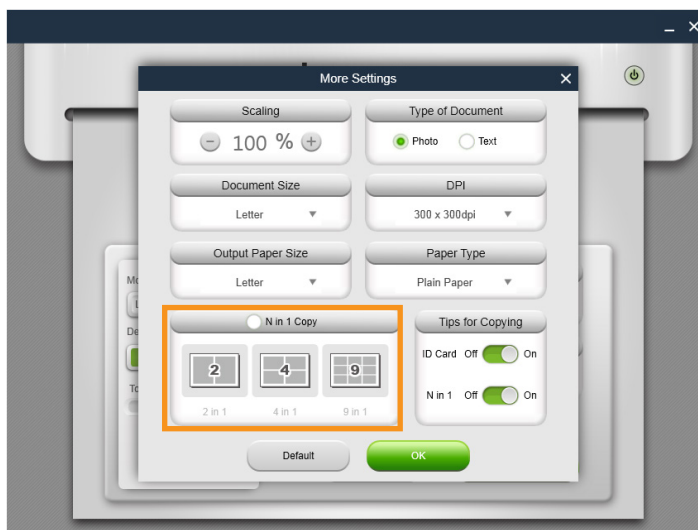 More Settings
Scaling
100 %
Type of Document
Photo Text
Document Size
Letter
DPI
300 x 300dpi
Output Paper Size
Letter
Paper Type
Plain Paper
N in 1 Copy
2 4 9
2 in 1 4 in 1 9 in 1
Tips for Copying
ID Card Off On
N in 1 Off On
Default
OK